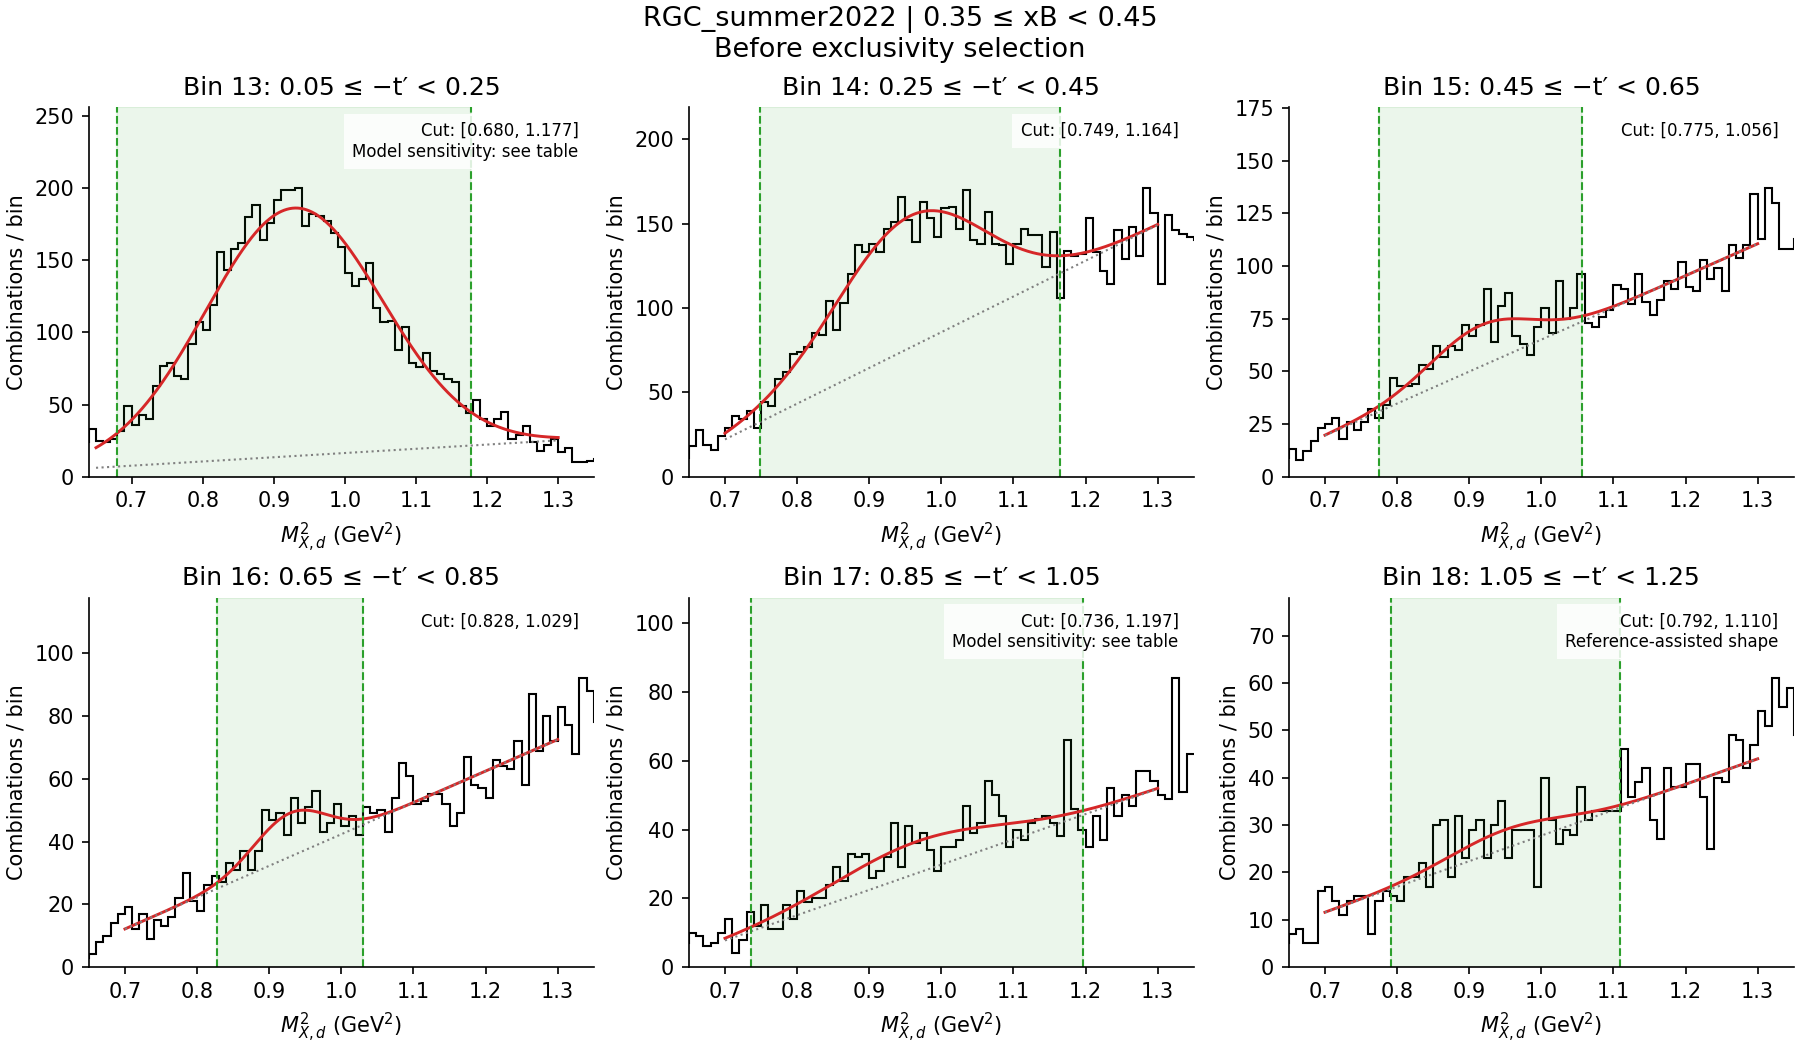 RGC_summer2022 | 0.35 ≤ xB < 0.45
Before exclusivity selection
Bin 13: 0.05 ≤ −t′ < 0.25
Cut: [0.680, 1.177]
Model sensitivity: see table
Combinations / bin
250
200
150
100
50
0
0.7 0.8 0.9 1.0 1.1 1.2 1.3
M²X,d (GeV²)
Bin 14: 0.25 ≤ −t′ < 0.45
Cut: [0.749, 1.164]
Combinations / bin
200
150
100
50
0
0.7 0.8 0.9 1.0 1.1 1.2 1.3
M²X,d (GeV²)
Bin 15: 0.45 ≤ −t′ < 0.65
Cut: [0.775, 1.056]
Combinations / bin
175
150
125
100
75
50
25
0
0.7 0.8 0.9 1.0 1.1 1.2 1.3
M²X,d (GeV²)
Bin 16: 0.65 ≤ −t′ < 0.85
Cut: [0.828, 1.029]
Combinations / bin
100
80
60
40
20
0
0.7 0.8 0.9 1.0 1.1 1.2 1.3
M²X,d (GeV²)
Bin 17: 0.85 ≤ −t′ < 1.05
Cut: [0.736, 1.197]
Model sensitivity: see table
Combinations / bin
100
80
60
40
20
0
0.7 0.8 0.9 1.0 1.1 1.2 1.3
M²X,d (GeV²)
Bin 18: 1.05 ≤ −t′ < 1.25
Cut: [0.792, 1.110]
Reference-assisted shape
Combinations / bin
70
60
50
40
30
20
10
0
0.7 0.8 0.9 1.0 1.1 1.2 1.3
M²X,d (GeV²)